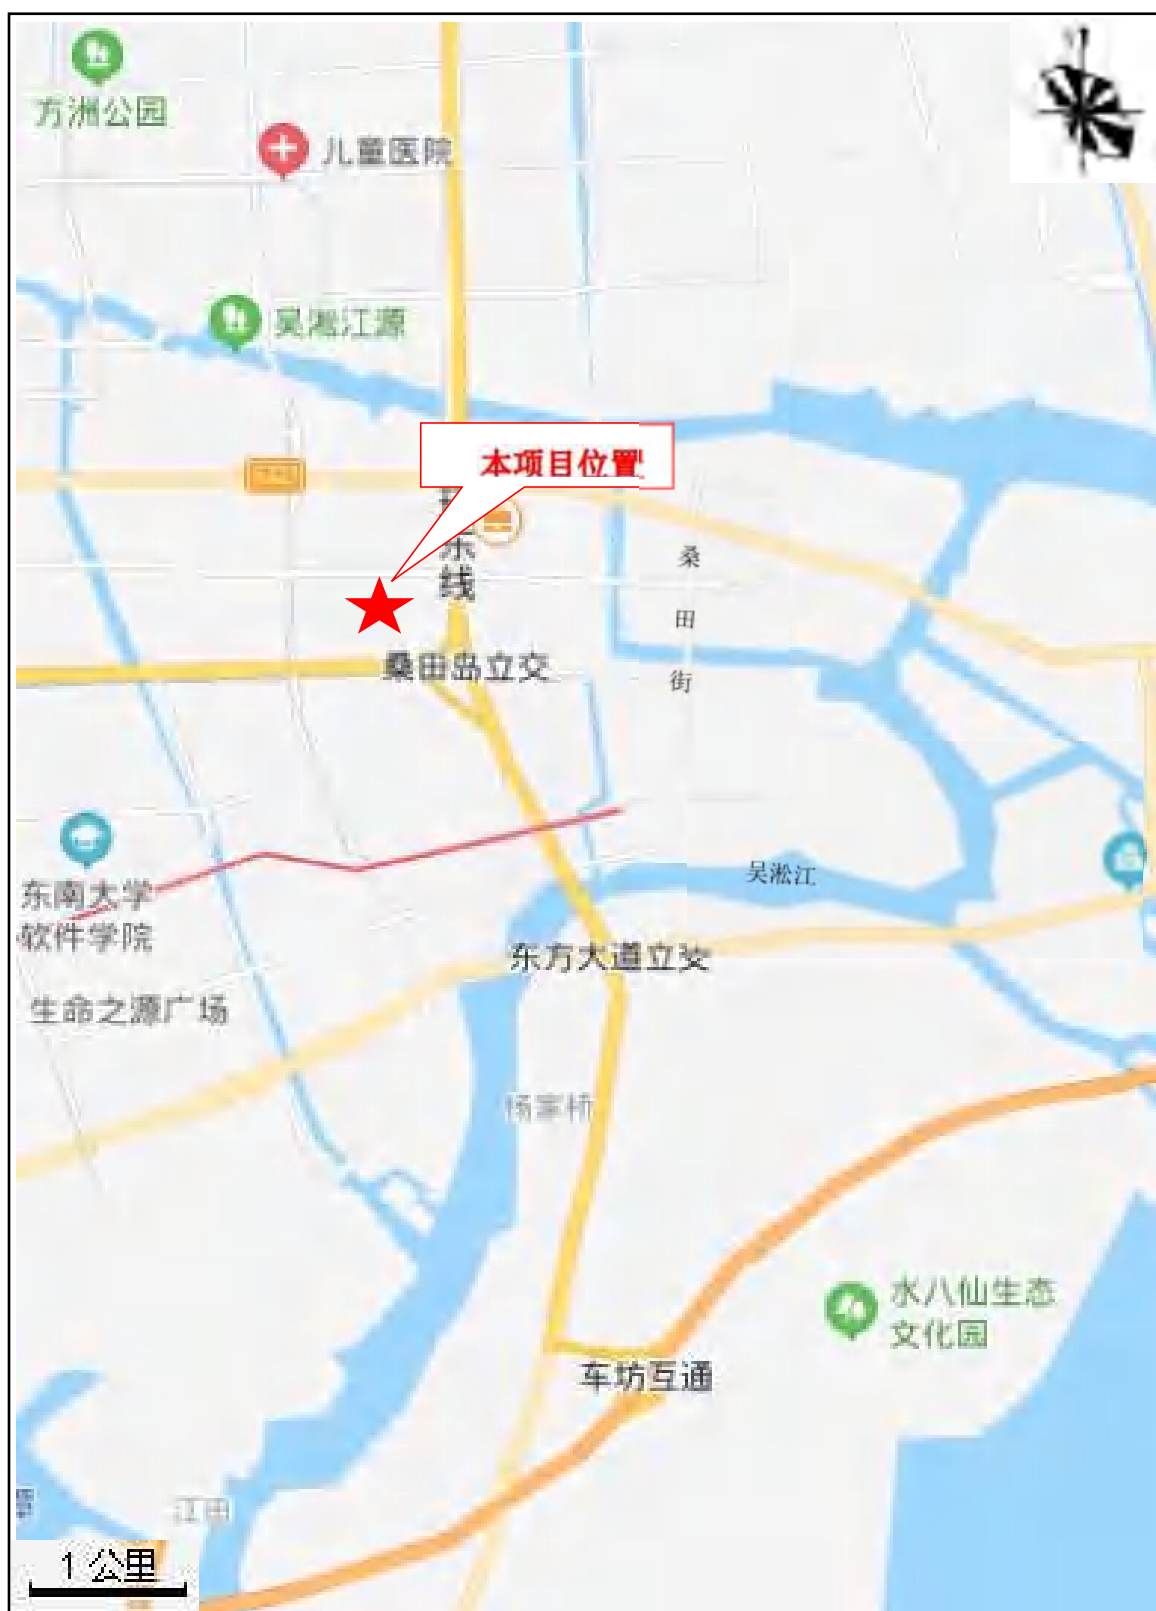 方洲公园
儿童医院
吴淞江源
本项目位置
东线
桑
田
街
桑田岛立交
东南大学
软件学院
吴淞江
东方大道立交
生命之源广场
杨家桥
水八仙生态
文化园
车坊互通
江田
1 公里